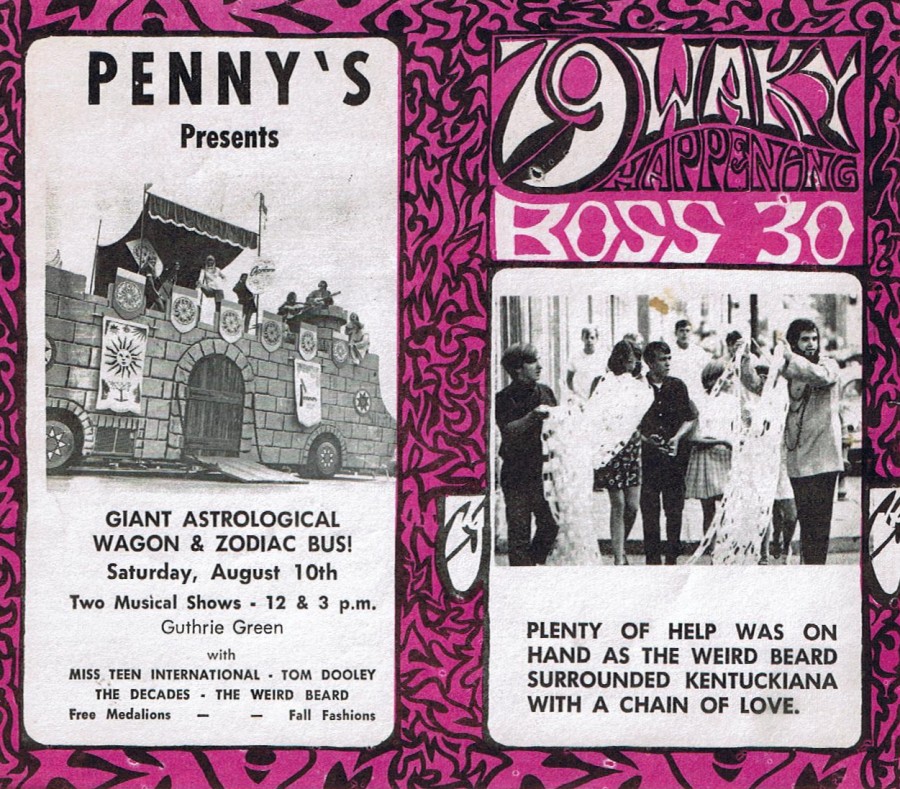 PENNY'S
Presents
GIANT ASTROLOGICAL
WAGON & ZODIAC BUS!
Saturday, August 10th
Two Musical Shows - 12 & 3 p.m.
Guthrie Green
with
MISS TEEN INTERNATIONAL - TOM DOOLEY
THE DECADES - THE WEIRD BEARD
Free Medalions — — Fall Fashions
79 WAKY
HAPPENING
BOSS 30
PLENTY OF HELP WAS ON
HAND AS THE WEIRD BEARD
SURROUNDED KENTUCKIANA
WITH A CHAIN OF LOVE.